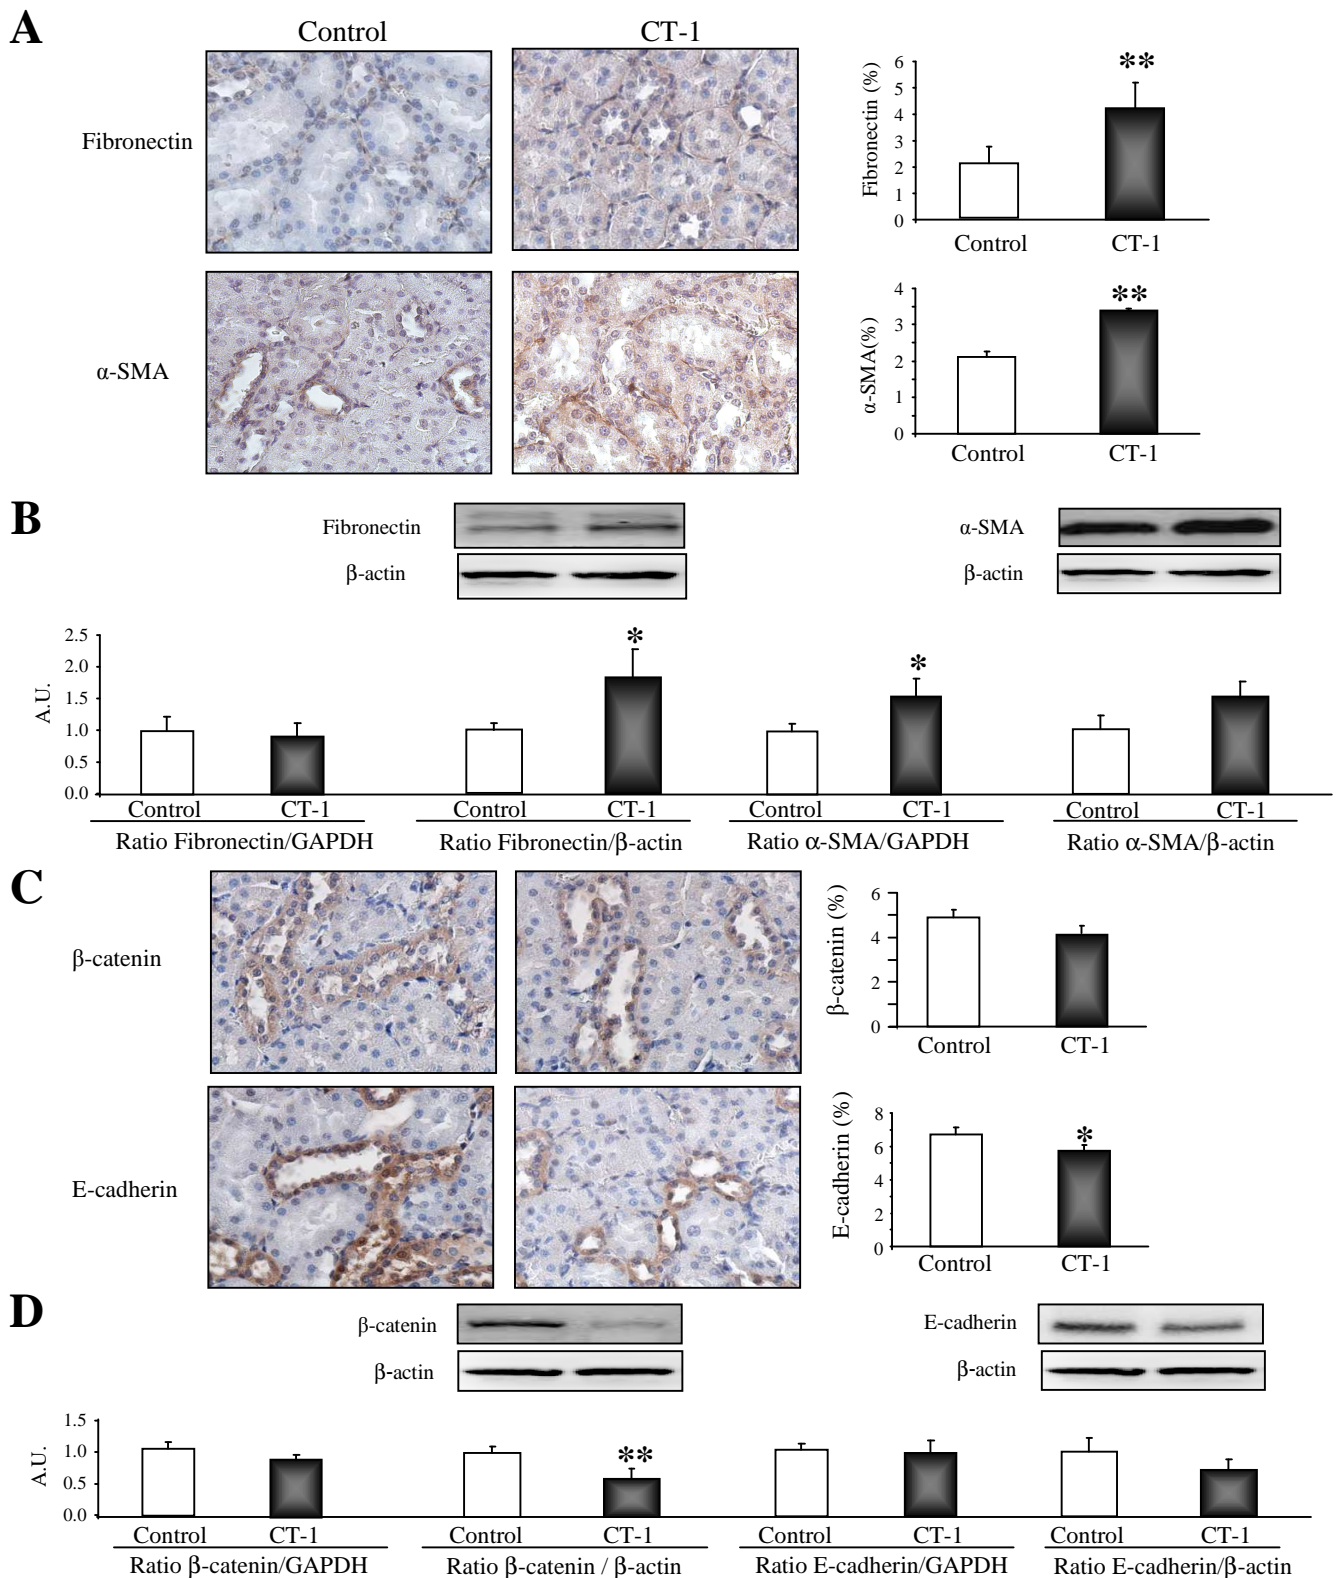 A
Control
CT-1
Fibronectin
Fibronectin (%)
6
5
4
3
2
1
0
**
Control
CT-1
α-SMA
α-SMA(%)
4
3
2
1
0
**
Control
CT-1
B
Fibronectin
β-actin
α-SMA
β-actin
A.U.
2.5
2.0
1.5
1.0
0.5
0.0
*
*
Control CT-1 Control CT-1 Control CT-1 Control CT-1
Ratio Fibronectin/GAPDH Ratio Fibronectin/β-actin Ratio α-SMA/GAPDH Ratio α-SMA/β-actin
C
β-catenin
β-catenin (%)
6
4
2
0
Control
CT-1
E-cadherin
E-cadherin (%)
8
6
4
2
0
*
Control
CT-1
D
β-catenin
β-actin
E-cadherin
β-actin
A.U.
1.5
1.0
0.5
0.0
**
Control CT-1 Control CT-1 Control CT-1 Control CT-1
Ratio β-catenin/GAPDH Ratio β-catenin / β-actin Ratio E-cadherin/GAPDH Ratio E-cadherin/β-actin